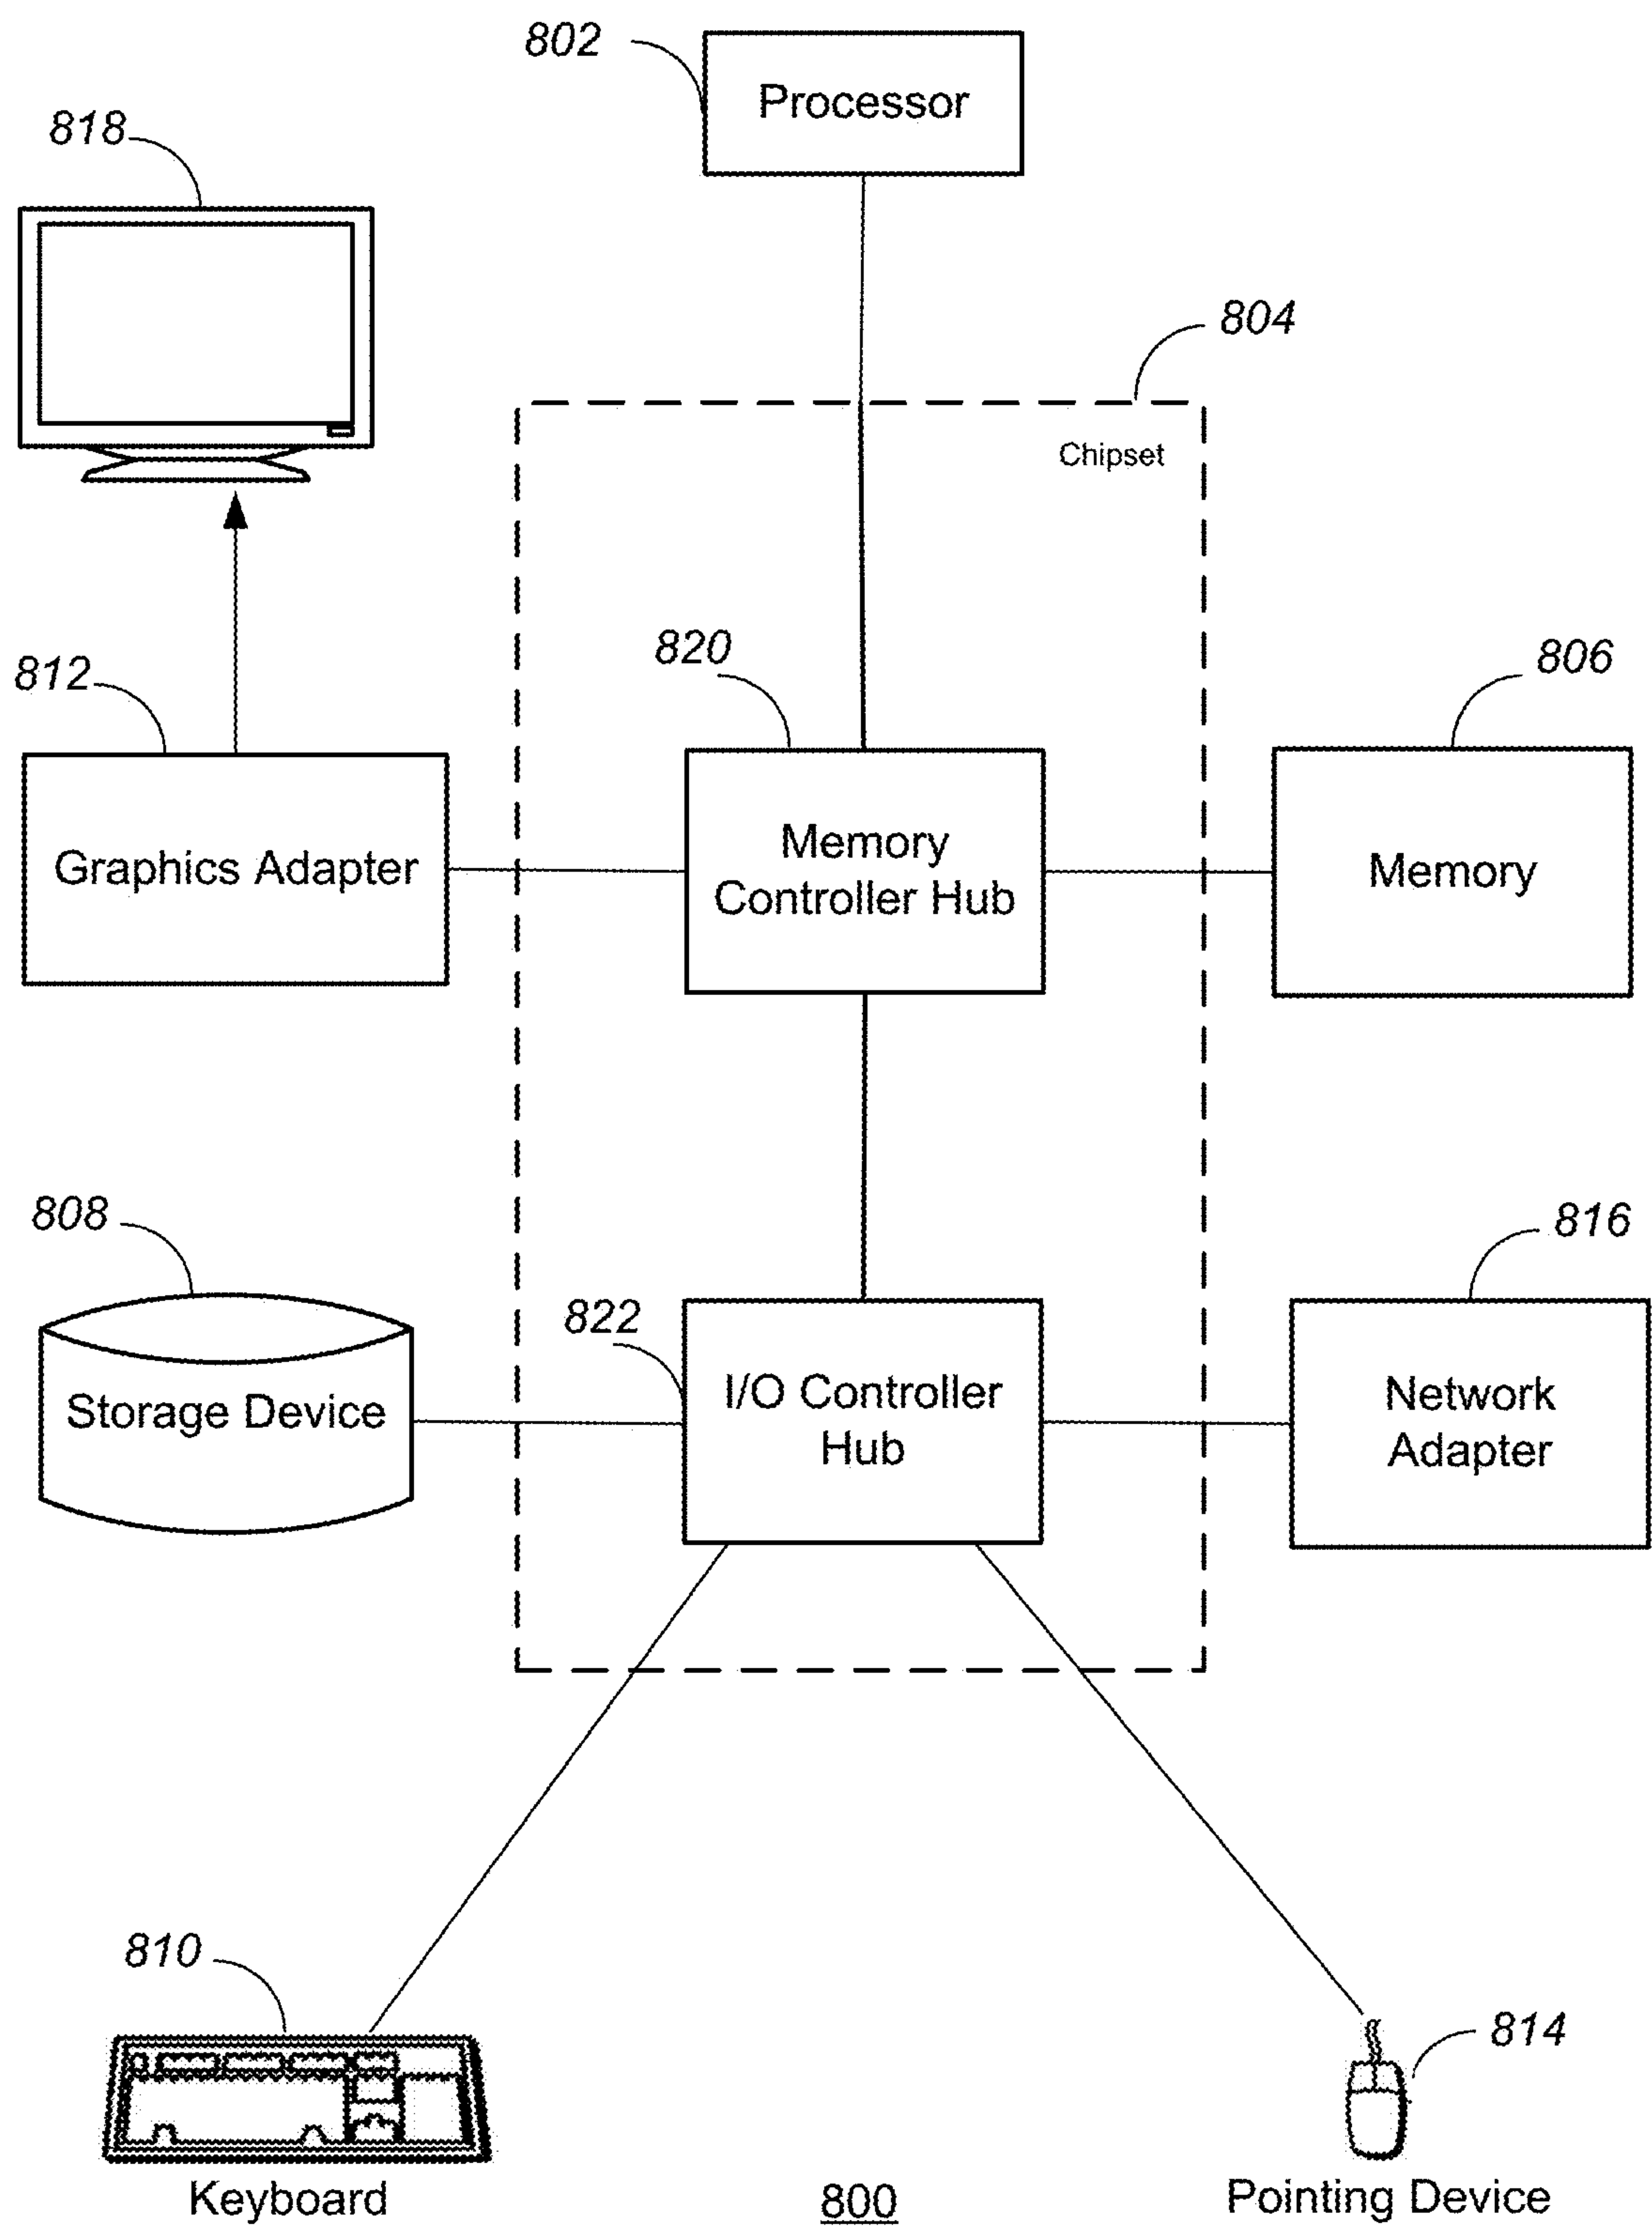 802
Processor
818
804
Chipset
820
806
812
Memory
Controller Hub
Graphics Adapter
Memory
808
816
822
I/O Controller
Hub
Storage Device
Network
Adapter
810
814
Keyboard
800
Pointing Device